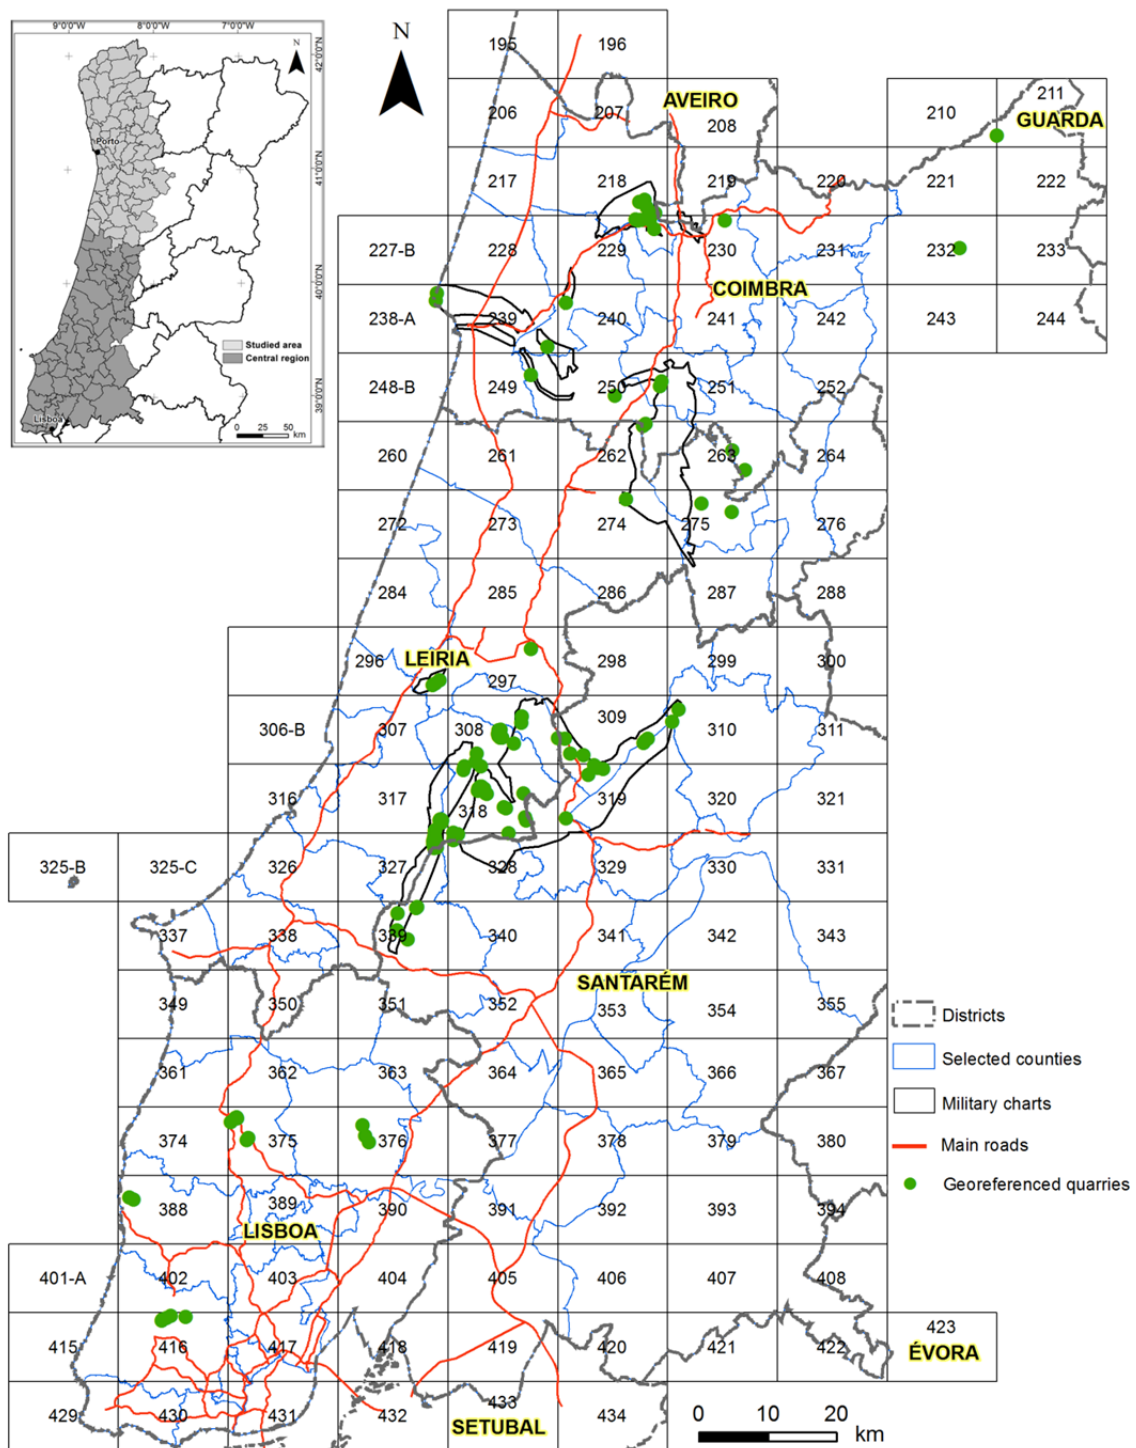 9°0'0"W 8°0'0"W 7°0'0"W
N
42°0'0"N
41°0'0"N
40°0'0"N
39°0'0"N
Porto
Lisboa
Studied area
Central region
0 25 50
km
N
195 196
206 207 208 210 211
AVEIRO
GUARDA
217 218 219 220 221 222
227-B 228 229 230 231 232 233
COIMBRA
238-A 239 240 241 242 243 244
248-B 249 250 251 252
260 261 262 263 264
272 273 274 275 276
284 285 286 287 288
LEIRIA
296 297 298 299 300
306-B 307 308 309 310 311
316 317 318 319 320 321
325-B 325-C 326 327 328 329 330 331
337 338 339 340 341 342 343
SANTARÉM
349 350 351 352 353 354 355
361 362 363 364 365 366 367
374 375 376 377 378 379 380
388 389 390 391 392 393 394
LISBOA
401-A 402 403 404 405 406 407 408
415 416 417 418 419 420 421 422 423
ÉVORA
429 430 431 432 433 434
SETUBAL
Districts
Selected counties
Military charts
Main roads
Georeferenced quarries
0 10 20
km